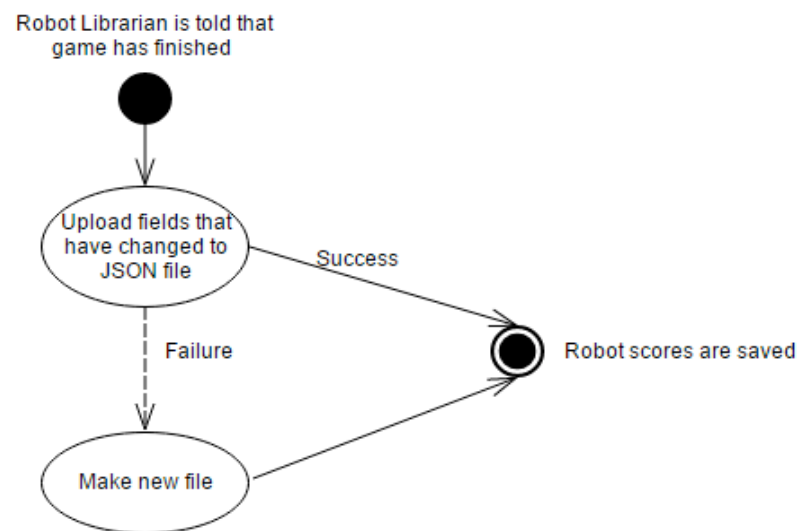 Robot Librarian is told that
game has finished
Upload fields that
have changed to
JSON file
Success
Failure
Robot scores are saved
Make new file